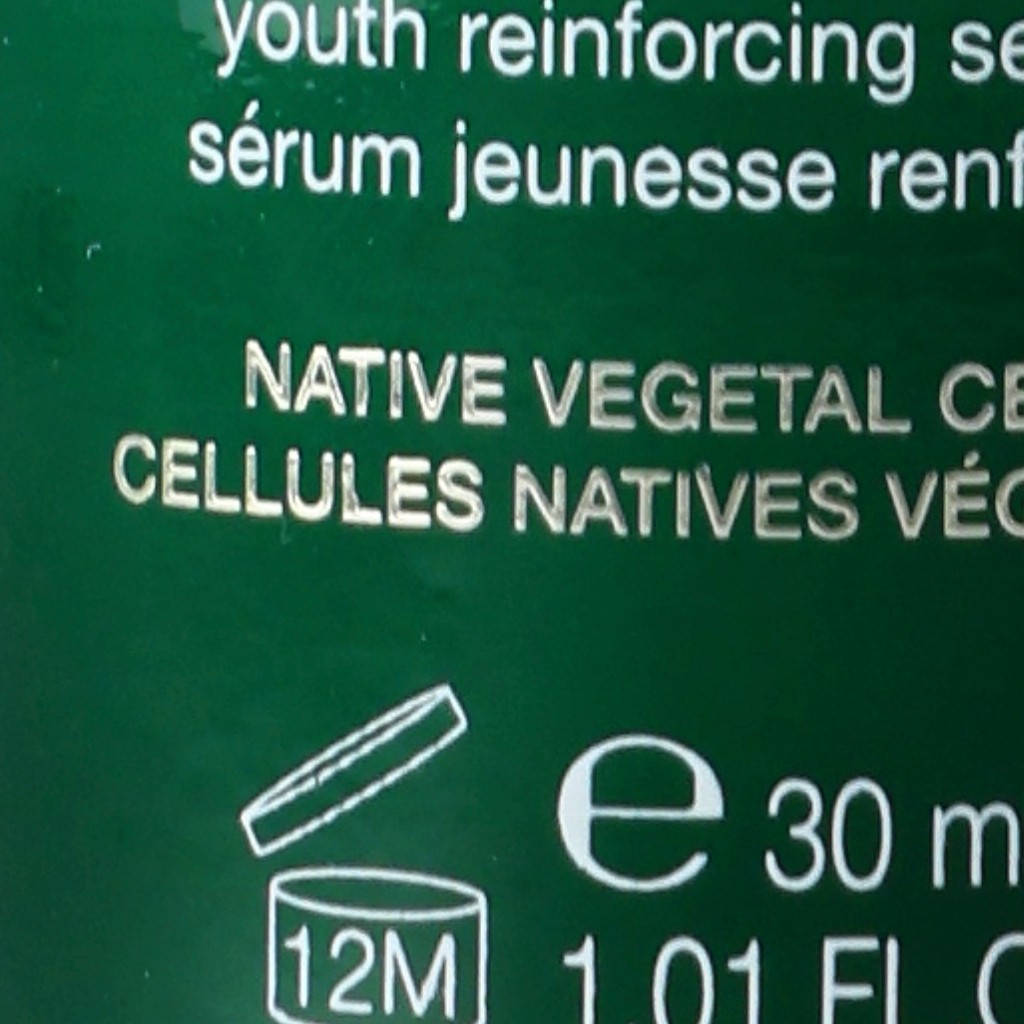 youth reinforcing se
sérum jeunesse renf
NATIVE VEGETAL CE
CELLULES NATIVES VÉG
e 30 m
12M
1.01 FL O